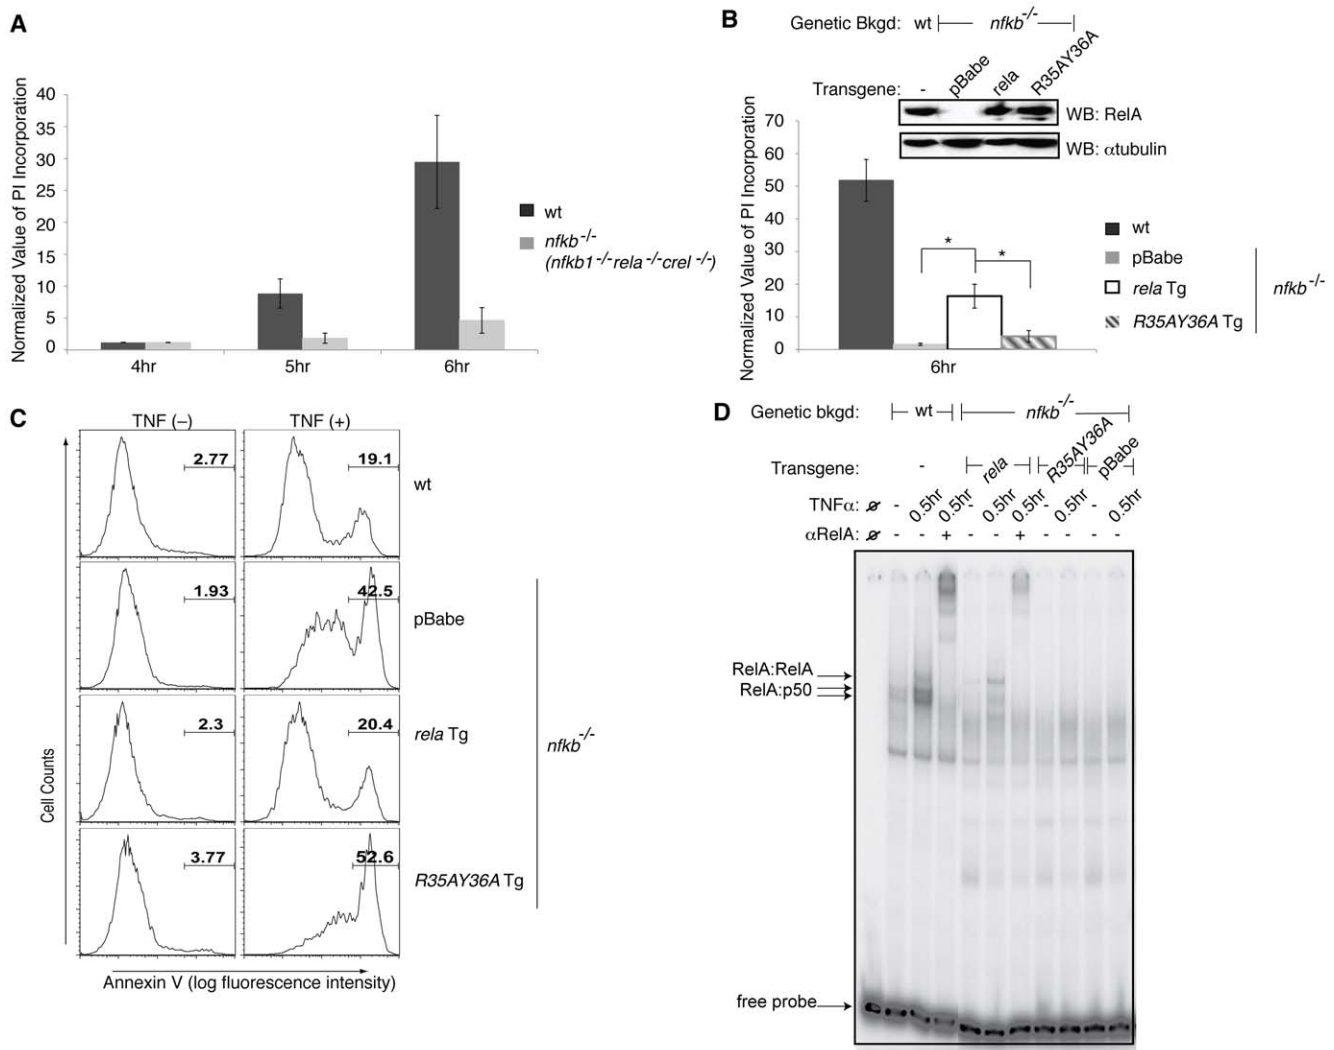 A
Normalized Value of PI Incorporation
40
35
30
25
20
15
10
5
0
4hr
5hr
6hr
wt
nfkb-/-
(nfkb1-/-rela-/-crel-/-)
B
Genetic Bkgd: wt nfkb-/-
Transgene: - pBabe rela R35AY36A
WB: RelA
WB: αtubulin
Normalized Value of PI Incorporation
70
60
50
40
30
20
10
0
* *
6hr
wt
pBabe
rela Tg
R35AY36A Tg
nfkb-/-
C
TNF (–) TNF (+)
2.77 19.1 wt
1.93 42.5 pBabe
2.3 20.4 rela Tg
3.77 52.6 R35AY36A Tg
nfkb-/-
Cell Counts
Annexin V (log fluorescence intensity)
D
Genetic bkgd: wt nfkb-/-
Transgene: - rela R35AY36A pBabe
TNFα: ø - 0.5hr 0.5hr - 0.5hr 0.5hr - 0.5hr - 0.5hr
αRelA: ø - - + - - + - - - -
RelA:RelA
RelA:p50
free probe